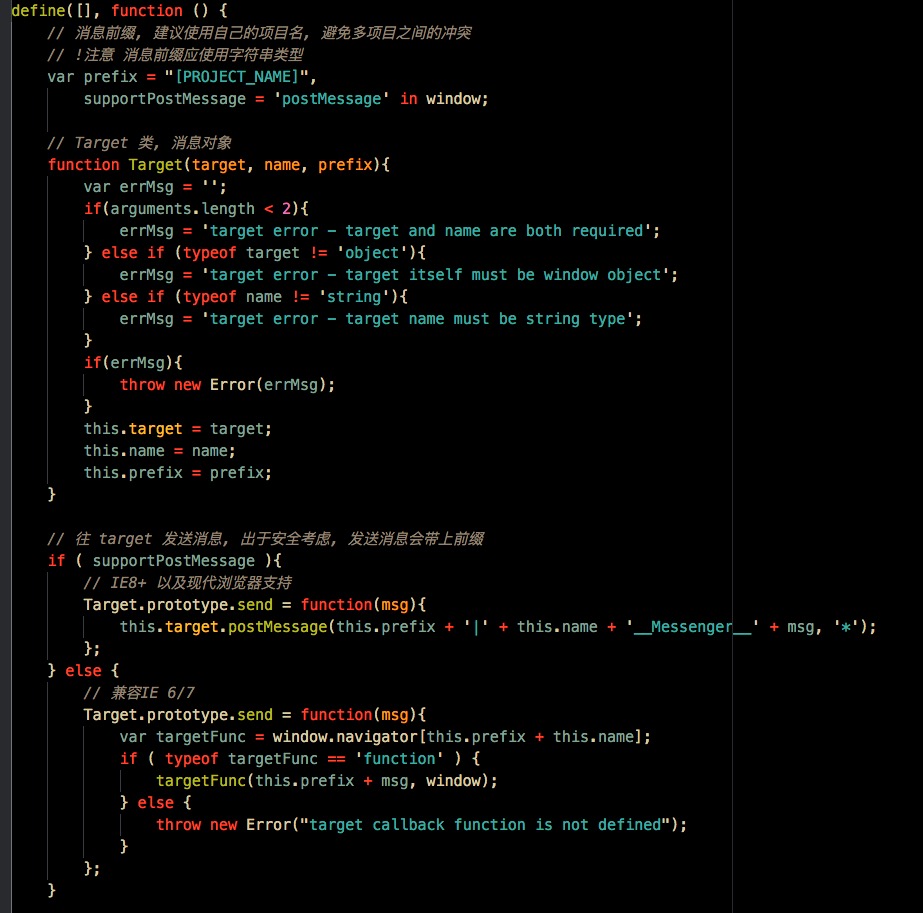 define([], function () {
    // 消息前缀, 建议使用自己的项目名, 避免多项目之间的冲突
    // !注意 消息前缀应使用字符串类型
    var prefix = "[PROJECT_NAME]",
        supportPostMessage = 'postMessage' in window;

    // Target 类, 消息对象
    function Target(target, name, prefix){
        var errMsg = '';
        if(arguments.length < 2){
            errMsg = 'target error - target and name are both required';
        } else if (typeof target != 'object'){
            errMsg = 'target error - target itself must be window object';
        } else if (typeof name != 'string'){
            errMsg = 'target error - target name must be string type';
        }
        if(errMsg){
            throw new Error(errMsg);
        }
        this.target = target;
        this.name = name;
        this.prefix = prefix;
    }

    // 往 target 发送消息, 出于安全考虑, 发送消息会带上前缀
    if ( supportPostMessage ){
        // IE8+ 以及现代浏览器支持
        Target.prototype.send = function(msg){
            this.target.postMessage(this.prefix + '|' + this.name + '__Messenger__' + msg, '*');
        };
    } else {
        // 兼容IE 6/7
        Target.prototype.send = function(msg){
            var targetFunc = window.navigator[this.prefix + this.name];
            if ( typeof targetFunc == 'function' ) {
                targetFunc(this.prefix + msg, window);
            } else {
                throw new Error("target callback function is not defined");
            }
        };
    }